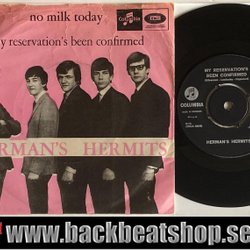 no milk today
my reservation's been confirmed
Columbia
HERMAN'S HERMITS
MY RESERVATION'S
BEEN CONFIRMED
COLUMBIA
HERMAN'S HERMITS
www.backbeatshop.se